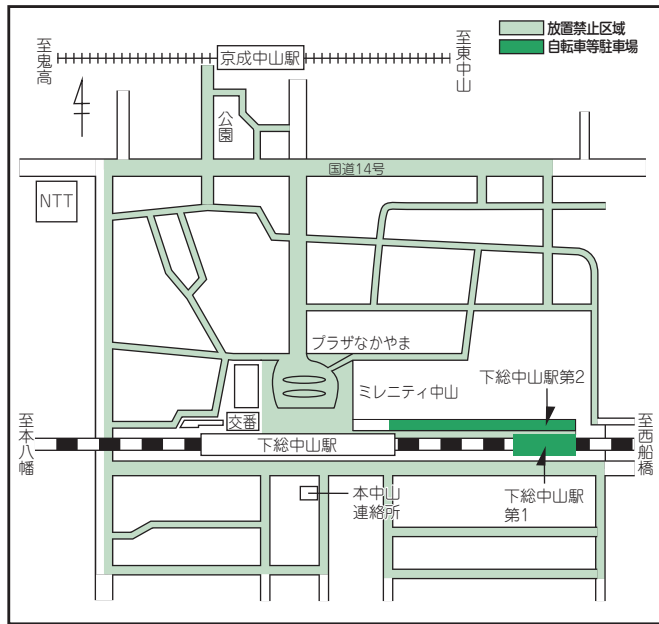 放置禁止区域
自転車等駐車場
至鬼高
京成中山駅
至東中山
公園
国道14号
NTT
プラザなかやま
ミレニティ中山
下総中山駅第2
交番
至本八幡
下総中山駅
至西船橋
本中山
連絡所
下総中山駅
第1